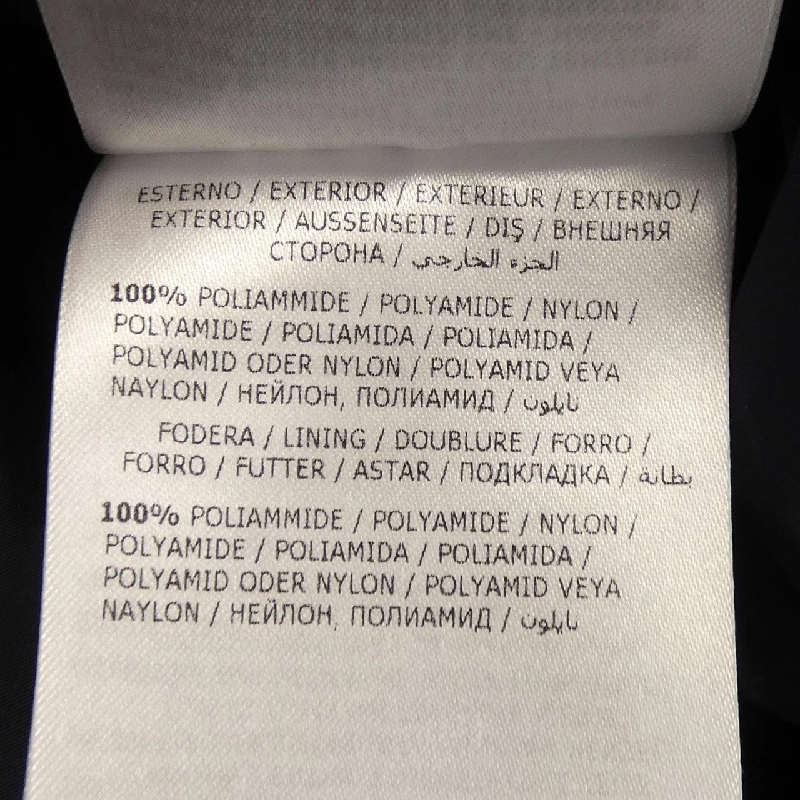 ESTERNO / EXTERIOR / EXTERIEUR / EXTERNO /
EXTERIOR / AUSSENSEITE / DIŞ / ВНЕШНЯЯ
СТОРОНА / الجزء الخارجي
100% POLIAMMIDE / POLYAMIDE / NYLON /
POLYAMIDE / POLIAMIDA / POLIAMIDA /
POLYAMID ODER NYLON / POLYAMID VEYA
NAYLON / НЕЙЛОН, ПОЛИАМИД / نايلون
FODERA / LINING / DOUBLURE / FORRO /
FORRO / FUTTER / ASTAR / ПОДКЛАДКА / بطانة
100% POLIAMMIDE / POLYAMIDE / NYLON /
POLYAMIDE / POLIAMIDA / POLIAMIDA /
POLYAMID ODER NYLON / POLYAMID VEYA
NAYLON / НЕЙЛОН, ПОЛИАМИД / نايلون